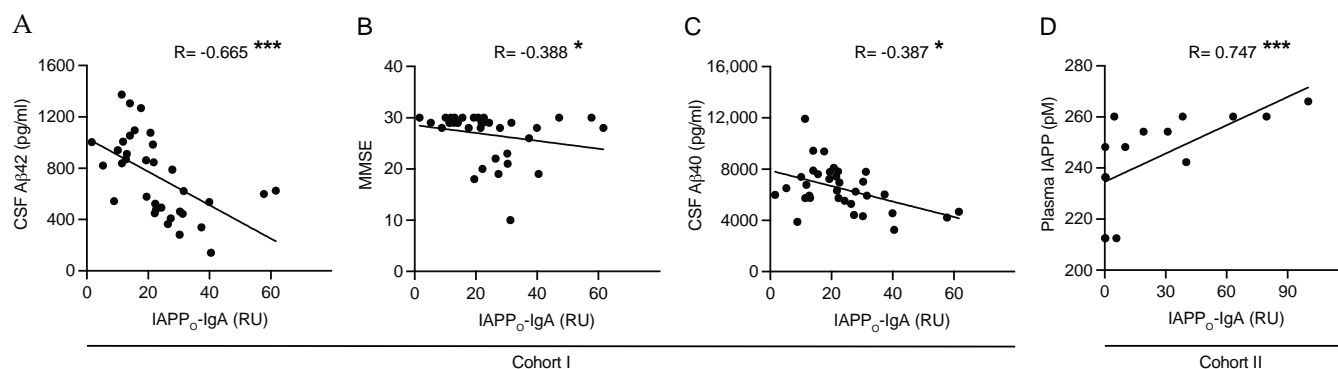 A
R= -0.665 ***
CSF Aβ42 (pg/ml)
1600
1200
800
400
0
0 20 40 60
IAPPO-IgA (RU)
B
R= -0.388 *
MMSE
40
30
20
10
0
0 20 40 60
IAPPO-IgA (RU)
C
R= -0.387 *
CSF Aβ40 (pg/ml)
16,000
12,000
8000
4000
0
0 20 40 60
IAPPO-IgA (RU)
D
R= 0.747 ***
Plasma IAPP (pM)
280
260
240
220
200
0 30 60 90
IAPPO-IgA (RU)
Cohort I
Cohort II